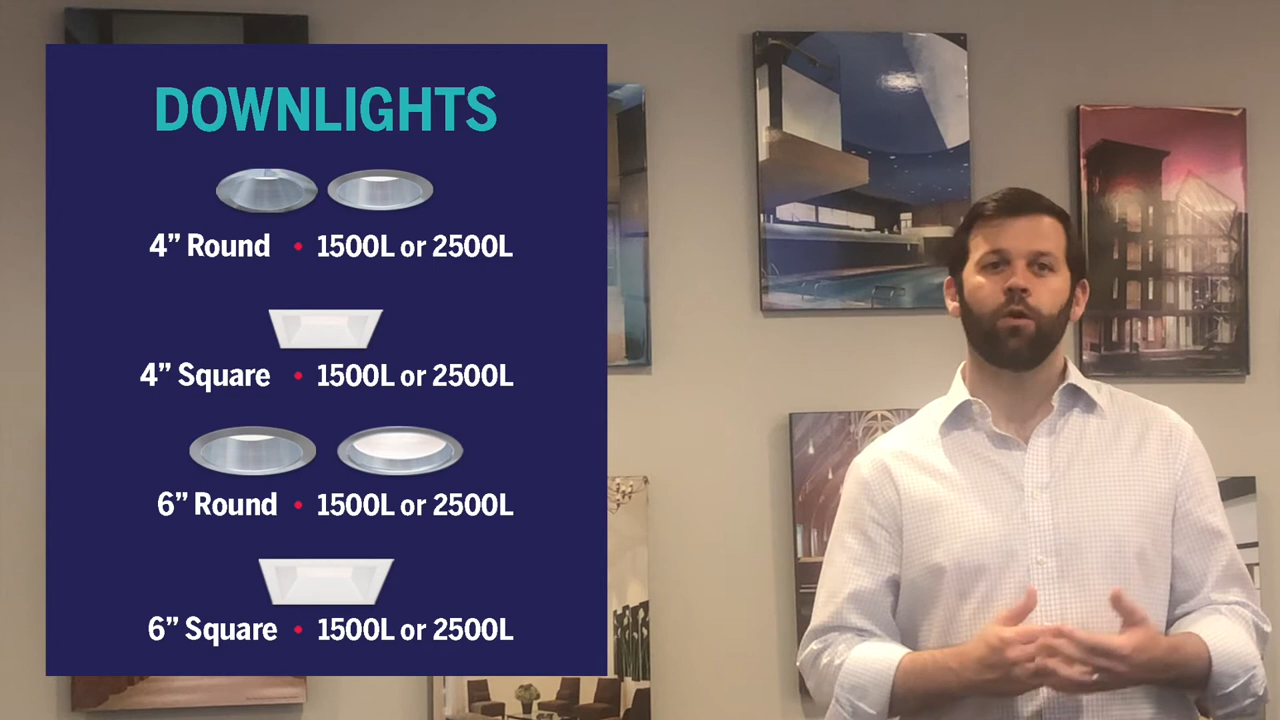 DOWNLIGHTS
4” Round • 1500L or 2500L
4” Square • 1500L or 2500L
6” Round • 1500L or 2500L
6” Square • 1500L or 2500L